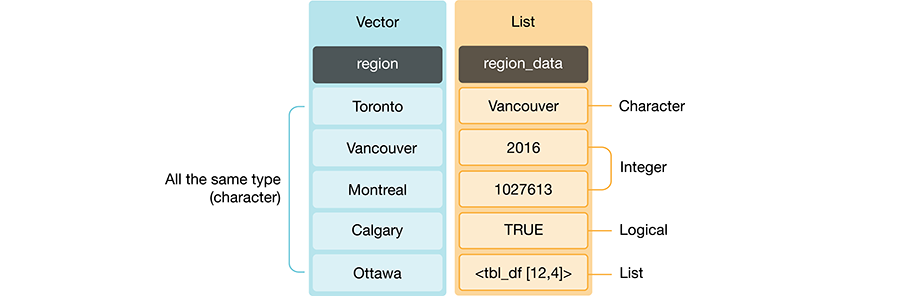 Vector
List
region
region_data
Toronto
Vancouver
Character
Vancouver
2016
Integer
All the same type
(character)
Montreal
1027613
Calgary
TRUE
Logical
Ottawa
<tbl_df [12,4]>
List